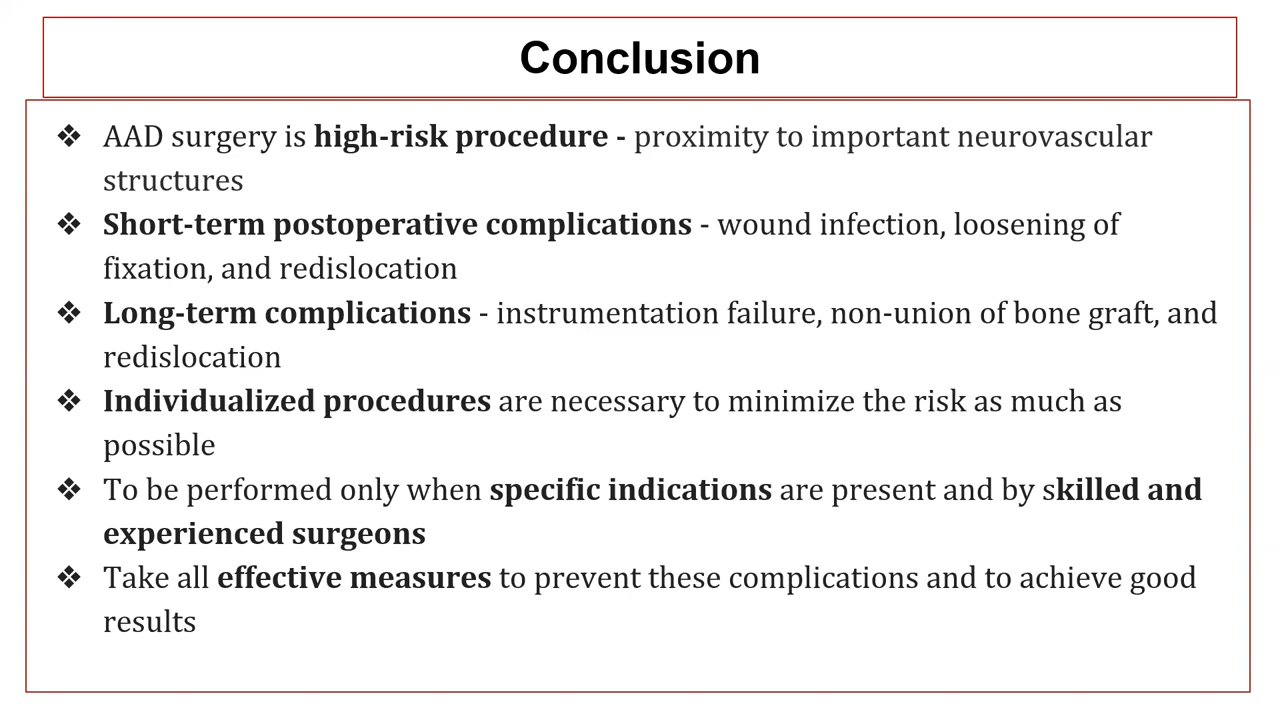 Conclusion
❖ AAD surgery is high-risk procedure - proximity to important neurovascular
structures
❖ Short-term postoperative complications - wound infection, loosening of
fixation, and redislocation
❖ Long-term complications - instrumentation failure, non-union of bone graft, and
redislocation
❖ Individualized procedures are necessary to minimize the risk as much as
possible
❖ To be performed only when specific indications are present and by skilled and
experienced surgeons
❖ Take all effective measures to prevent these complications and to achieve good
results